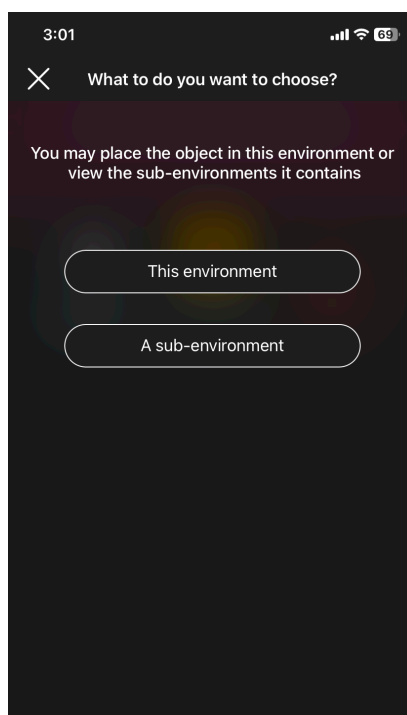 3:01
69
What to do you want to choose?
You may place the object in this environment or
view the sub-environments it contains
This environment
A sub-environment